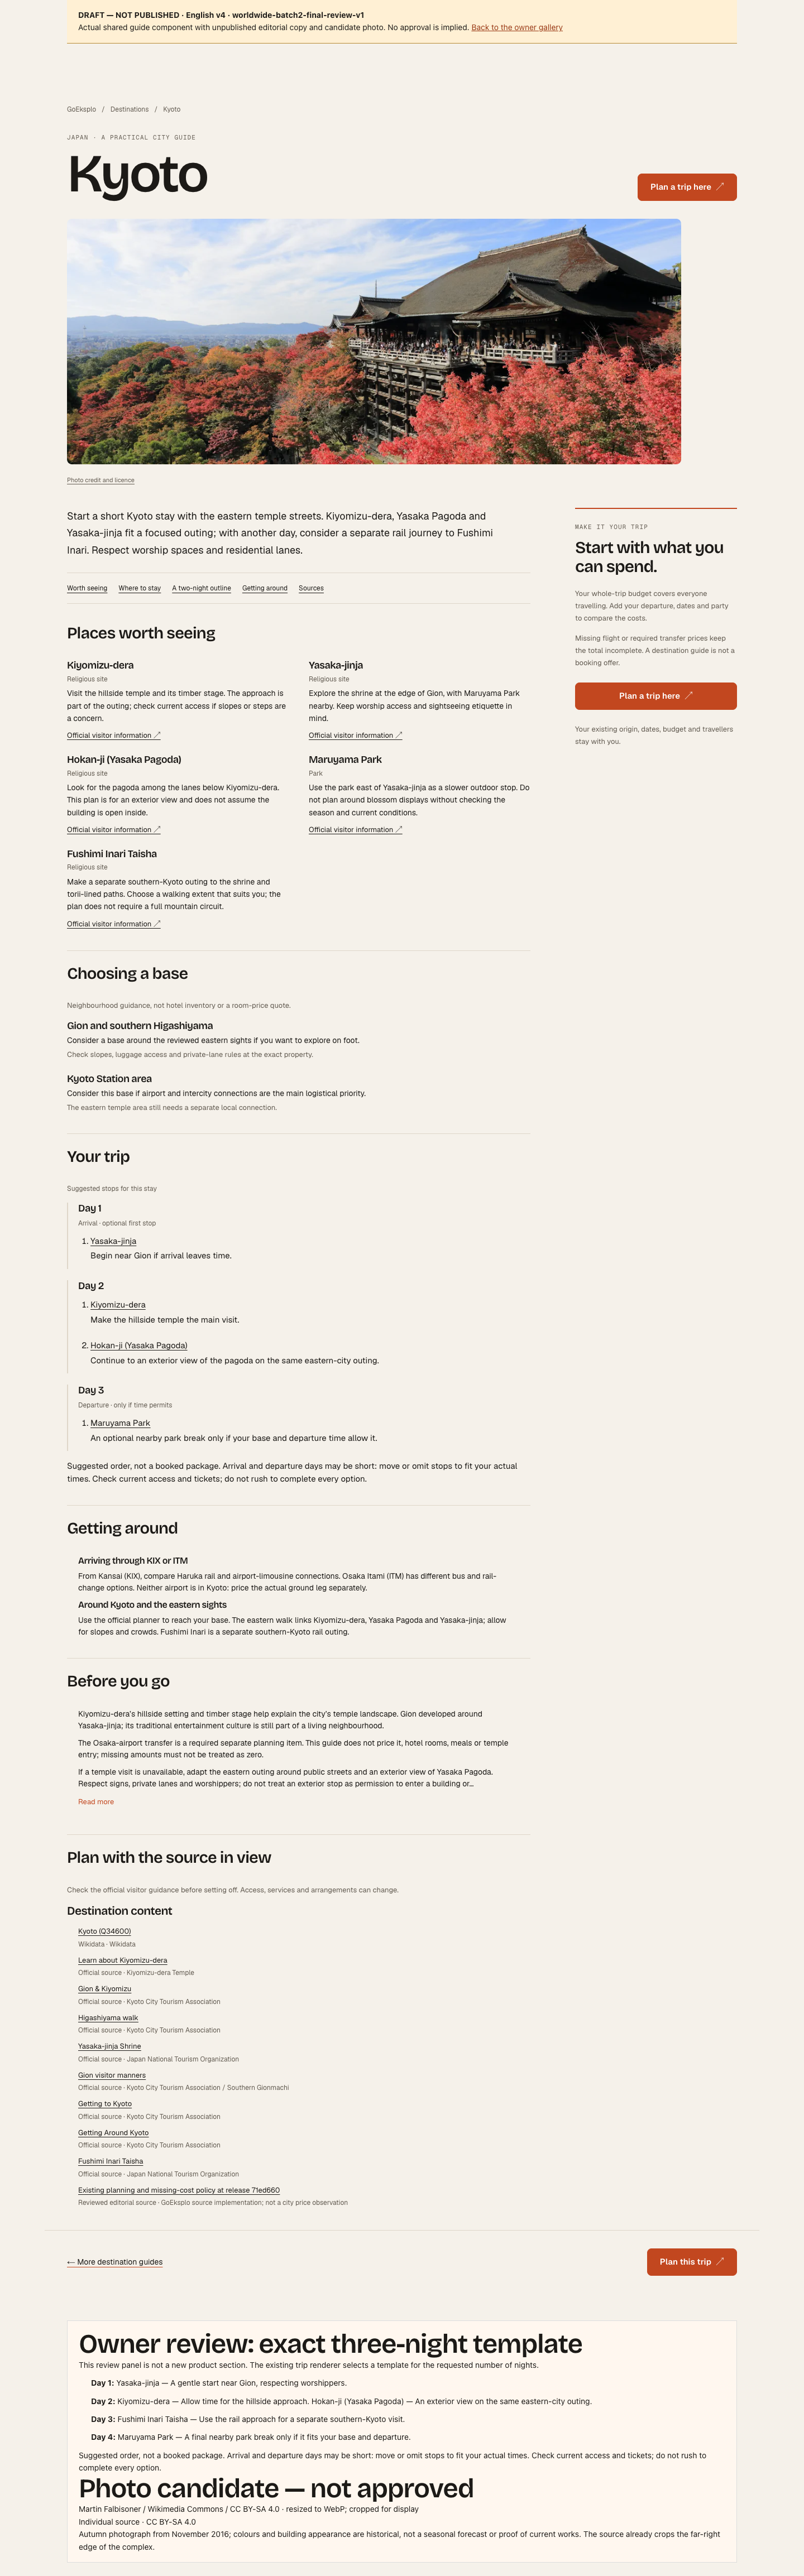 DRAFT — NOT PUBLISHED · English v4 · worldwide-batch2-final-review-v1
Actual shared guide component with unpublished editorial copy and candidate photo. No approval is implied. Back to the owner gallery
GoEksplo / Destinations / Kyoto
JAPAN · A PRACTICAL CITY GUIDE
Kyoto
Plan a trip here ↗
Photo credit and licence
Start a short Kyoto stay with the eastern temple streets. Kiyomizu-dera, Yasaka Pagoda and
Yasaka-jinja fit a focused outing; with another day, consider a separate rail journey to Fushimi
Inari. Respect worship spaces and residential lanes.
Worth seeing Where to stay A two-night outline Getting around Sources
MAKE IT YOUR TRIP
Start with what you
can spend.
Your whole-trip budget covers everyone
travelling. Add your departure, dates and party
to compare the costs.
Missing flight or required transfer prices keep
the total incomplete. A destination guide is not a
booking offer.
Plan a trip here ↗
Your existing origin, dates, budget and travellers
stay with you.
Places worth seeing
Kiyomizu-dera
Religious site
Visit the hillside temple and its timber stage. The approach is
part of the outing; check current access if slopes or steps are
a concern.
Official visitor information ↗
Yasaka-jinja
Religious site
Explore the shrine at the edge of Gion, with Maruyama Park
nearby. Keep worship access and sightseeing etiquette in
mind.
Official visitor information ↗
Hokan-ji (Yasaka Pagoda)
Religious site
Look for the pagoda among the lanes below Kiyomizu-dera.
This plan is for an exterior view and does not assume the
building is open inside.
Official visitor information ↗
Maruyama Park
Park
Use the park east of Yasaka-jinja as a slower outdoor stop. Do
not plan around blossom displays without checking the
season and current conditions.
Official visitor information ↗
Fushimi Inari Taisha
Religious site
Make a separate southern-Kyoto outing to the shrine and
torii-lined paths. Choose a walking extent that suits you; the
plan does not require a full mountain circuit.
Official visitor information ↗
Choosing a base
Neighbourhood guidance, not hotel inventory or a room-price quote.
Gion and southern Higashiyama
Consider a base around the reviewed eastern sights if you want to explore on foot.
Check slopes, luggage access and private-lane rules at the exact property.
Kyoto Station area
Consider this base if airport and intercity connections are the main logistical priority.
The eastern temple area still needs a separate local connection.
Your trip
Suggested stops for this stay
Day 1
Arrival · optional first stop
1. Yasaka-jinja
Begin near Gion if arrival leaves time.
Day 2
1. Kiyomizu-dera
Make the hillside temple the main visit.
2. Hokan-ji (Yasaka Pagoda)
Continue to an exterior view of the pagoda on the same eastern-city outing.
Day 3
Departure · only if time permits
1. Maruyama Park
An optional nearby park break only if your base and departure time allow it.
Suggested order, not a booked package. Arrival and departure days may be short: move or omit stops to fit your actual
times. Check current access and tickets; do not rush to complete every option.
Getting around
Arriving through KIX or ITM
From Kansai (KIX), compare Haruka rail and airport-limousine connections. Osaka Itami (ITM) has different bus and rail-
change options. Neither airport is in Kyoto: price the actual ground leg separately.
Around Kyoto and the eastern sights
Use the official planner to reach your base. The eastern walk links Kiyomizu-dera, Yasaka Pagoda and Yasaka-jinja; allow
for slopes and crowds. Fushimi Inari is a separate southern-Kyoto rail outing.
Before you go
Kiyomizu-dera's hillside setting and timber stage help explain the city's temple landscape. Gion developed around
Yasaka-jinja; its traditional entertainment culture is still part of a living neighbourhood.
The Osaka-airport transfer is a required separate planning item. This guide does not price it, hotel rooms, meals or temple
entry; missing amounts must not be treated as zero.
If a temple visit is unavailable, adapt the eastern outing around public streets and an exterior view of Yasaka Pagoda.
Respect signs, private lanes and worshippers; do not treat an exterior stop as permission to enter a building or...
Read more
Plan with the source in view
Check the official visitor guidance before setting off. Access, services and arrangements can change.
Destination content
Kyoto (Q34600)
Wikidata · Wikidata
Learn about Kiyomizu-dera
Official source · Kiyomizu-dera Temple
Gion & Kiyomizu
Official source · Kyoto City Tourism Association
Higashiyama walk
Official source · Kyoto City Tourism Association
Yasaka-jinja Shrine
Official source · Japan National Tourism Organization
Gion visitor manners
Official source · Kyoto City Tourism Association / Southern Gionmachi
Getting to Kyoto
Official source · Kyoto City Tourism Association
Getting Around Kyoto
Official source · Kyoto City Tourism Association
Fushimi Inari Taisha
Official source · Japan National Tourism Organization
Existing planning and missing-cost policy at release 71ed660
Reviewed editorial source · GoEksplo source implementation; not a city price observation
← More destination guides
Plan this trip ↗
Owner review: exact three-night template
This review panel is not a new product section. The existing trip renderer selects a template for the requested number of nights.
Day 1: Yasaka-jinja — A gentle start near Gion, respecting worshippers.
Day 2: Kiyomizu-dera — Allow time for the hillside approach. Hokan-ji (Yasaka Pagoda) — An exterior view on the same eastern-city outing.
Day 3: Fushimi Inari Taisha — Use the rail approach for a separate southern-Kyoto visit.
Day 4: Maruyama Park — A final nearby park break only if it fits your base and departure.
Suggested order, not a booked package. Arrival and departure days may be short: move or omit stops to fit your actual times. Check current access and tickets; do not rush to
complete every option.
Photo candidate — not approved
Martin Falbisoner / Wikimedia Commons / CC BY-SA 4.0 · resized to WebP; cropped for display
Individual source · CC BY-SA 4.0
Autumn photograph from November 2016; colours and building appearance are historical, not a seasonal forecast or proof of current works. The source already crops the far-right
edge of the complex.